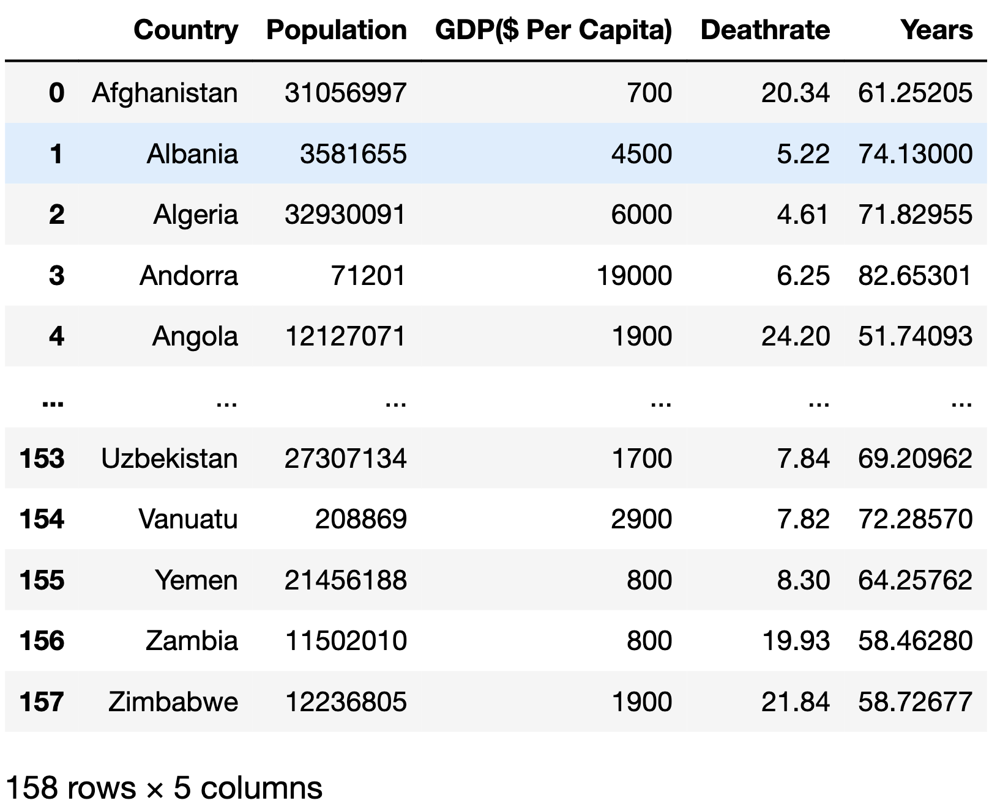 Country Population GDP($ Per Capita) Deathrate Years
0 Afghanistan 31056997 700 20.34 61.25205
1 Albania 3581655 4500 5.22 74.13000
2 Algeria 32930091 6000 4.61 71.82955
3 Andorra 71201 19000 6.25 82.65301
4 Angola 12127071 1900 24.20 51.74093
... ... ... ... ... ...
153 Uzbekistan 27307134 1700 7.84 69.20962
154 Vanuatu 208869 2900 7.82 72.28570
155 Yemen 21456188 800 8.30 64.25762
156 Zambia 11502010 800 19.93 58.46280
157 Zimbabwe 12236805 1900 21.84 58.72677
158 rows × 5 columns